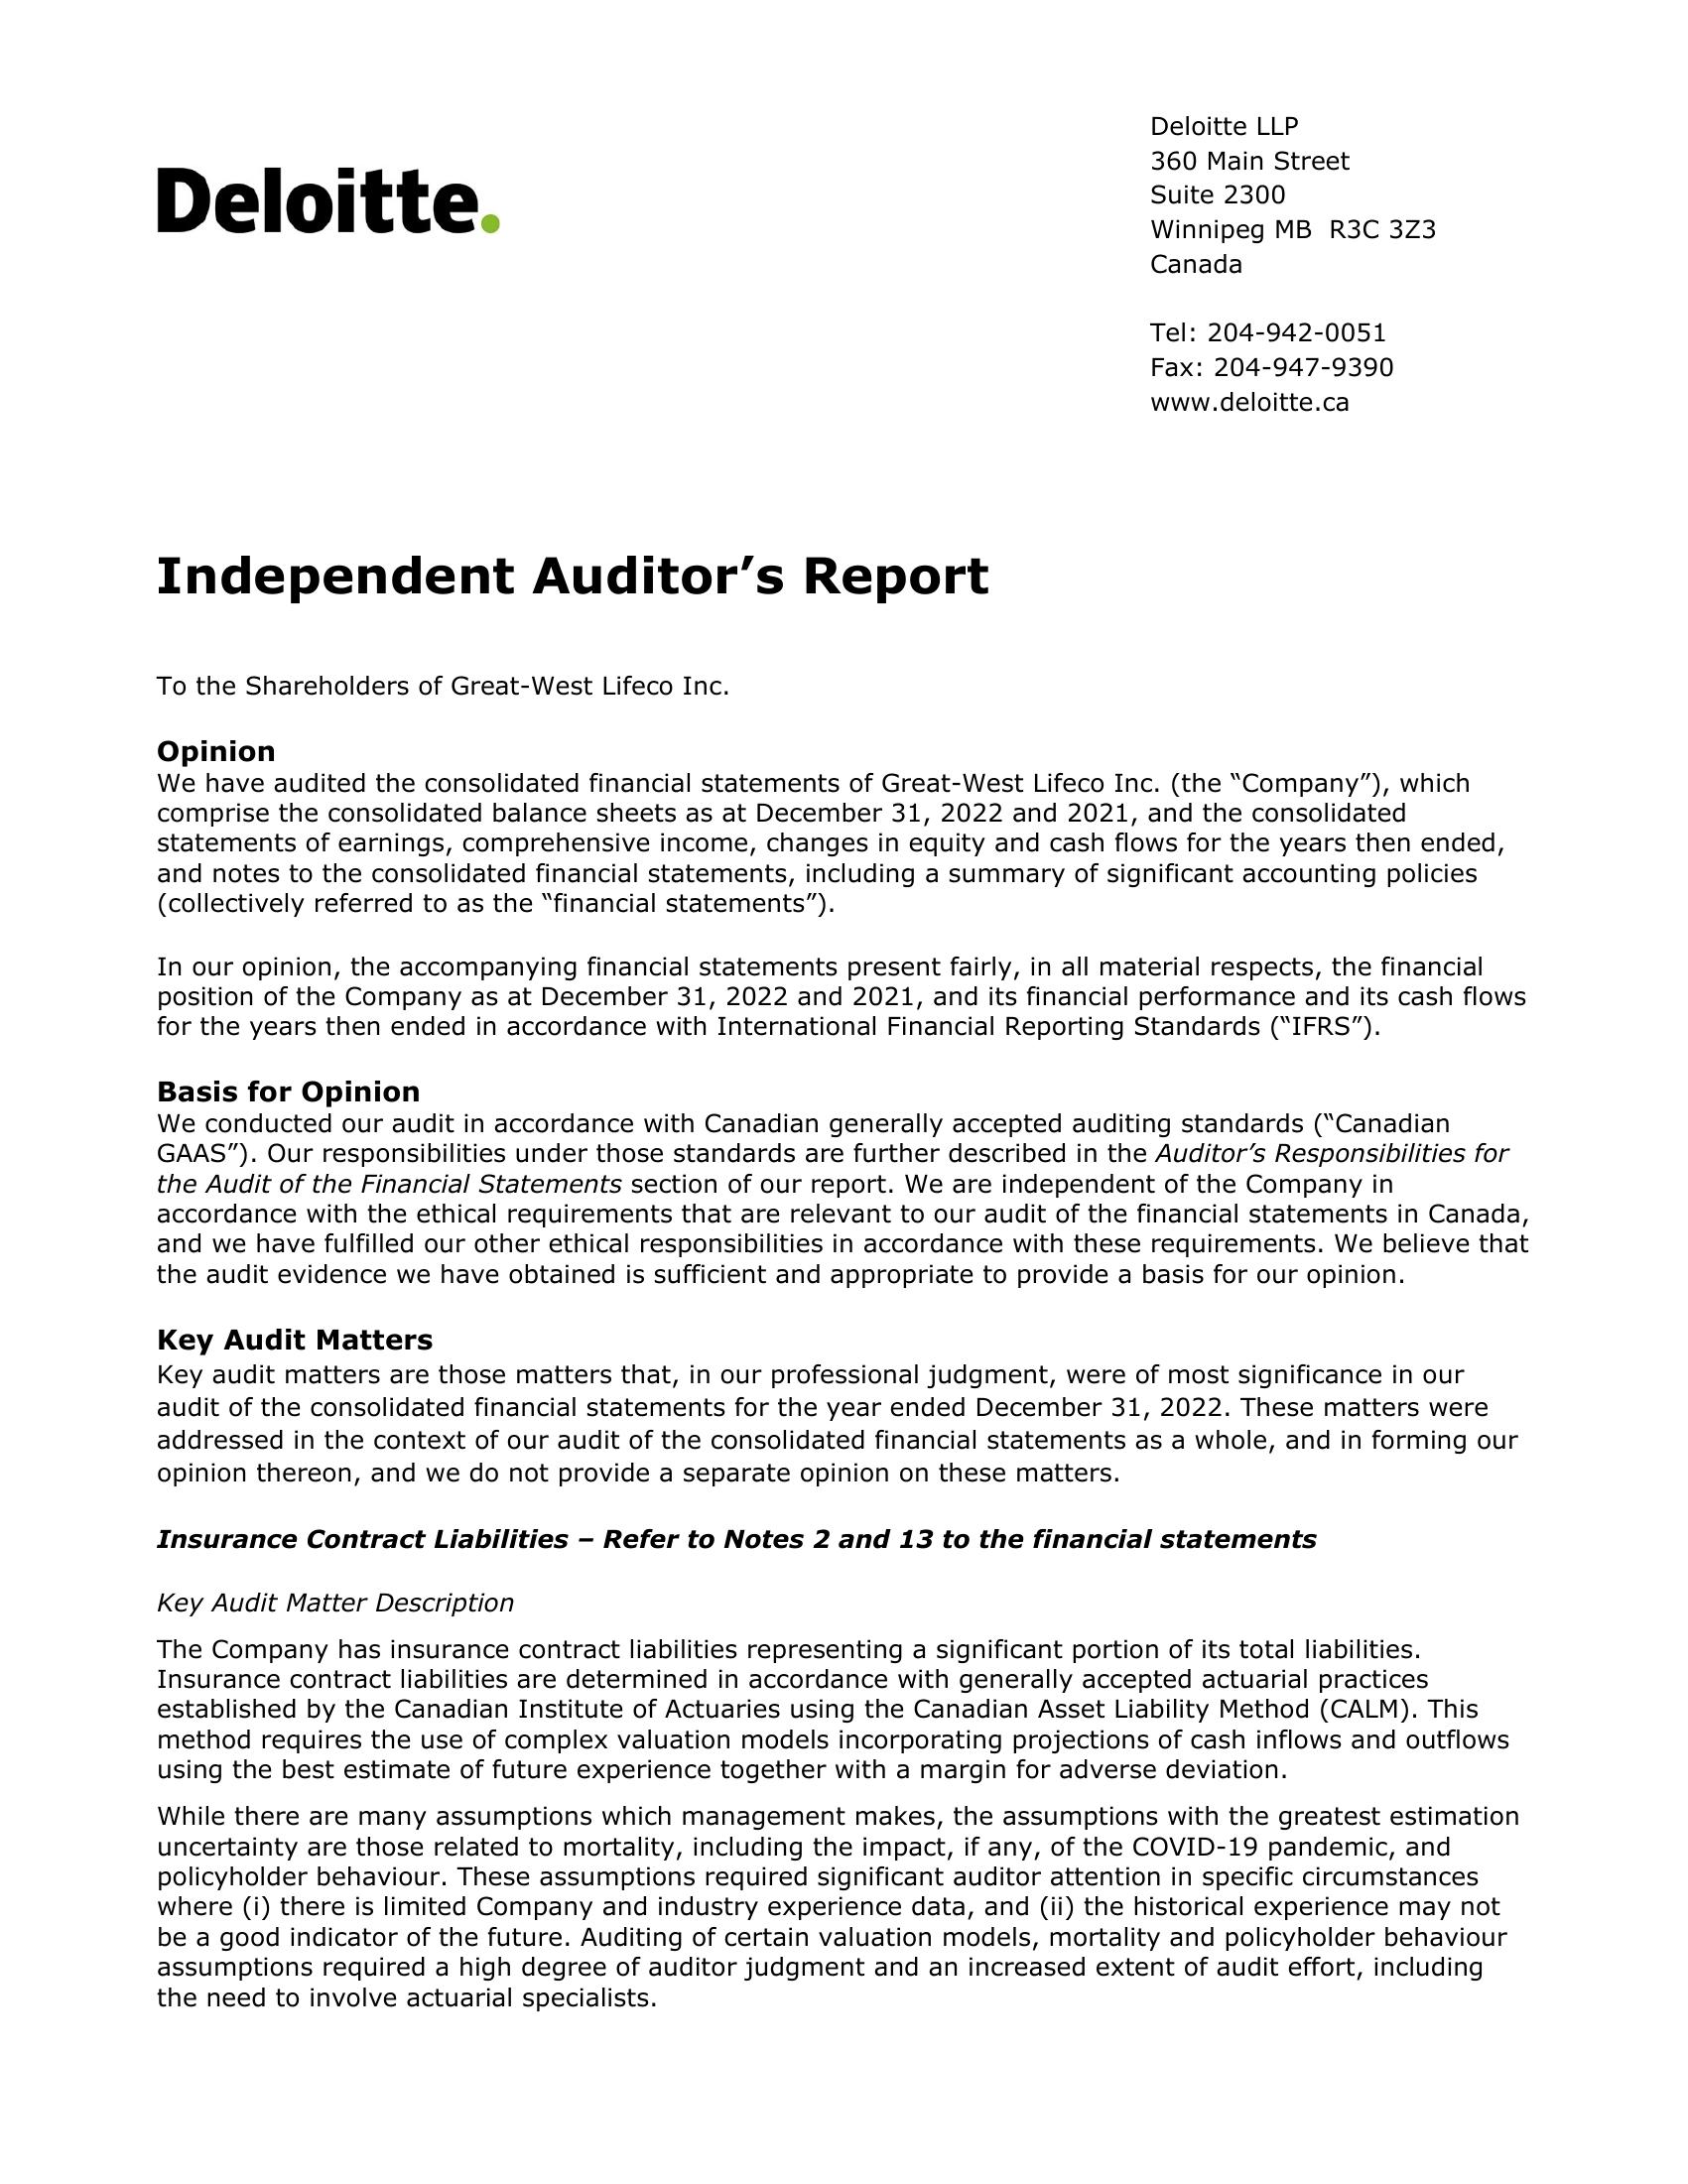 Deloitte LLP
360 Main Street
Suite 2300
Winnipeg MB  R3C 3Z3
Canada
Tel: 204-942-0051
Fax: 204-947-9390
www.deloitte.ca
Deloitte.
Independent Auditor’s Report
To the Shareholders of Great-West Lifeco Inc.
Opinion
We have audited the consolidated financial statements of Great-West Lifeco Inc. (the “Company”), which
comprise the consolidated balance sheets as at December 31, 2022 and 2021, and the consolidated
statements of earnings, comprehensive income, changes in equity and cash flows for the years then ended,
and notes to the consolidated financial statements, including a summary of significant accounting policies
(collectively referred to as the “financial statements”).
In our opinion, the accompanying financial statements present fairly, in all material respects, the financial
position of the Company as at December 31, 2022 and 2021, and its financial performance and its cash flows
for the years then ended in accordance with International Financial Reporting Standards (“IFRS”).
Basis for Opinion
We conducted our audit in accordance with Canadian generally accepted auditing standards (“Canadian
GAAS”). Our responsibilities under those standards are further described in the Auditor’s Responsibilities for
the Audit of the Financial Statements section of our report. We are independent of the Company in
accordance with the ethical requirements that are relevant to our audit of the financial statements in Canada,
and we have fulfilled our other ethical responsibilities in accordance with these requirements. We believe that
the audit evidence we have obtained is sufficient and appropriate to provide a basis for our opinion.
Key Audit Matters
Key audit matters are those matters that, in our professional judgment, were of most significance in our
audit of the consolidated financial statements for the year ended December 31, 2022. These matters were
addressed in the context of our audit of the consolidated financial statements as a whole, and in forming our
opinion thereon, and we do not provide a separate opinion on these matters.
Insurance Contract Liabilities – Refer to Notes 2 and 13 to the financial statements
Key Audit Matter Description
The Company has insurance contract liabilities representing a significant portion of its total liabilities.
Insurance contract liabilities are determined in accordance with generally accepted actuarial practices
established by the Canadian Institute of Actuaries using the Canadian Asset Liability Method (CALM). This
method requires the use of complex valuation models incorporating projections of cash inflows and outflows
using the best estimate of future experience together with a margin for adverse deviation.
While there are many assumptions which management makes, the assumptions with the greatest estimation
uncertainty are those related to mortality, including the impact, if any, of the COVID-19 pandemic, and
policyholder behaviour. These assumptions required significant auditor attention in specific circumstances
where (i) there is limited Company and industry experience data, and (ii) the historical experience may not
be a good indicator of the future. Auditing of certain valuation models, mortality and policyholder behaviour
assumptions required a high degree of auditor judgment and an increased extent of audit effort, including
the need to involve actuarial specialists.